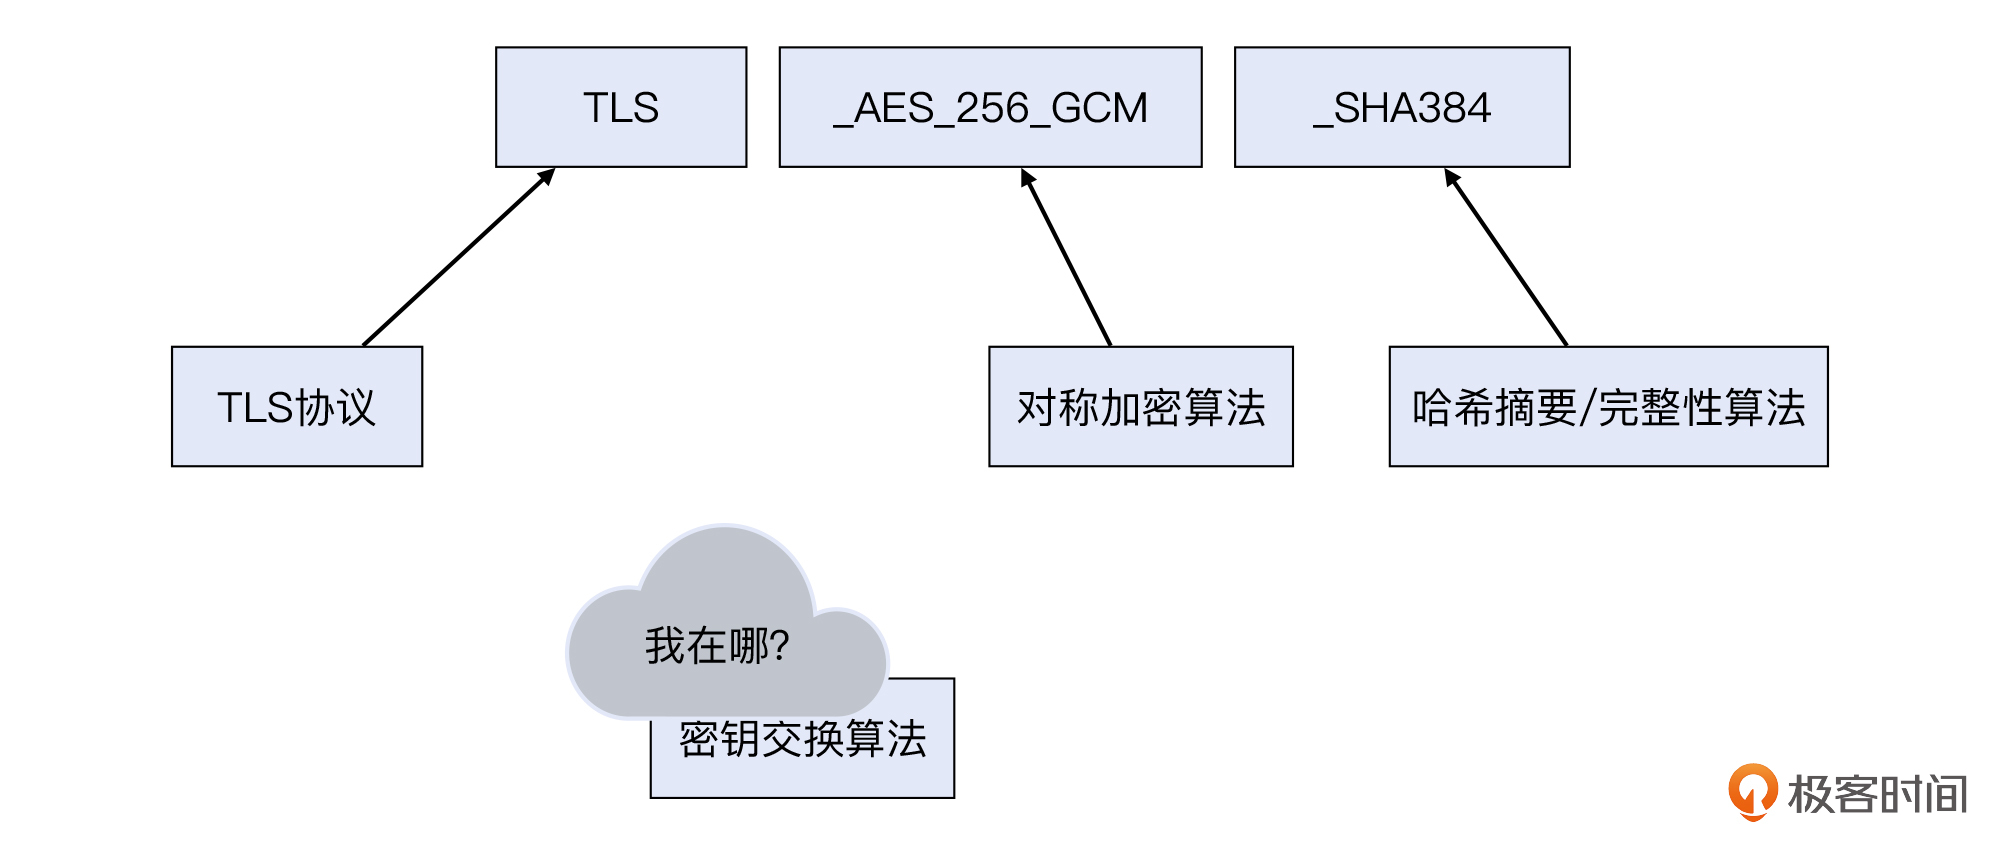 TLS
_AES_256_GCM
_SHA384
TLS协议
对称加密算法
哈希摘要/完整性算法
我在哪?
密钥交换算法
极客时间